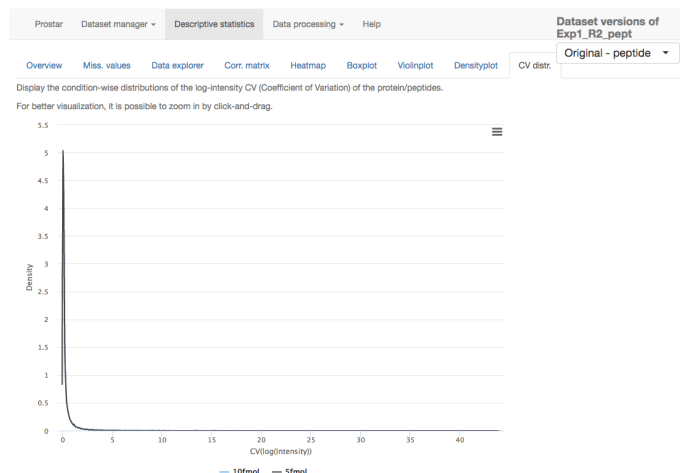 Prostar Dataset manager Descriptive statistics Data processing Help
Dataset versions of
Exp1_R2_pept
Original - peptide
Overview Miss. values Data explorer Corr. matrix Heatmap Boxplot Violinplot Densityplot CV distr.
Display the condition-wise distributions of the log-intensity CV (Coefficient of Variation) of the protein/peptides.
For better visualization, it is possible to zoom in by click-and-drag.
5.5
5
4.5
4
3.5
3
2.5
2
1.5
1
0.5
0
Density
0 5 10 15 20 25 30 35 40
CV(log(Intensity))
10fmol 5fmol